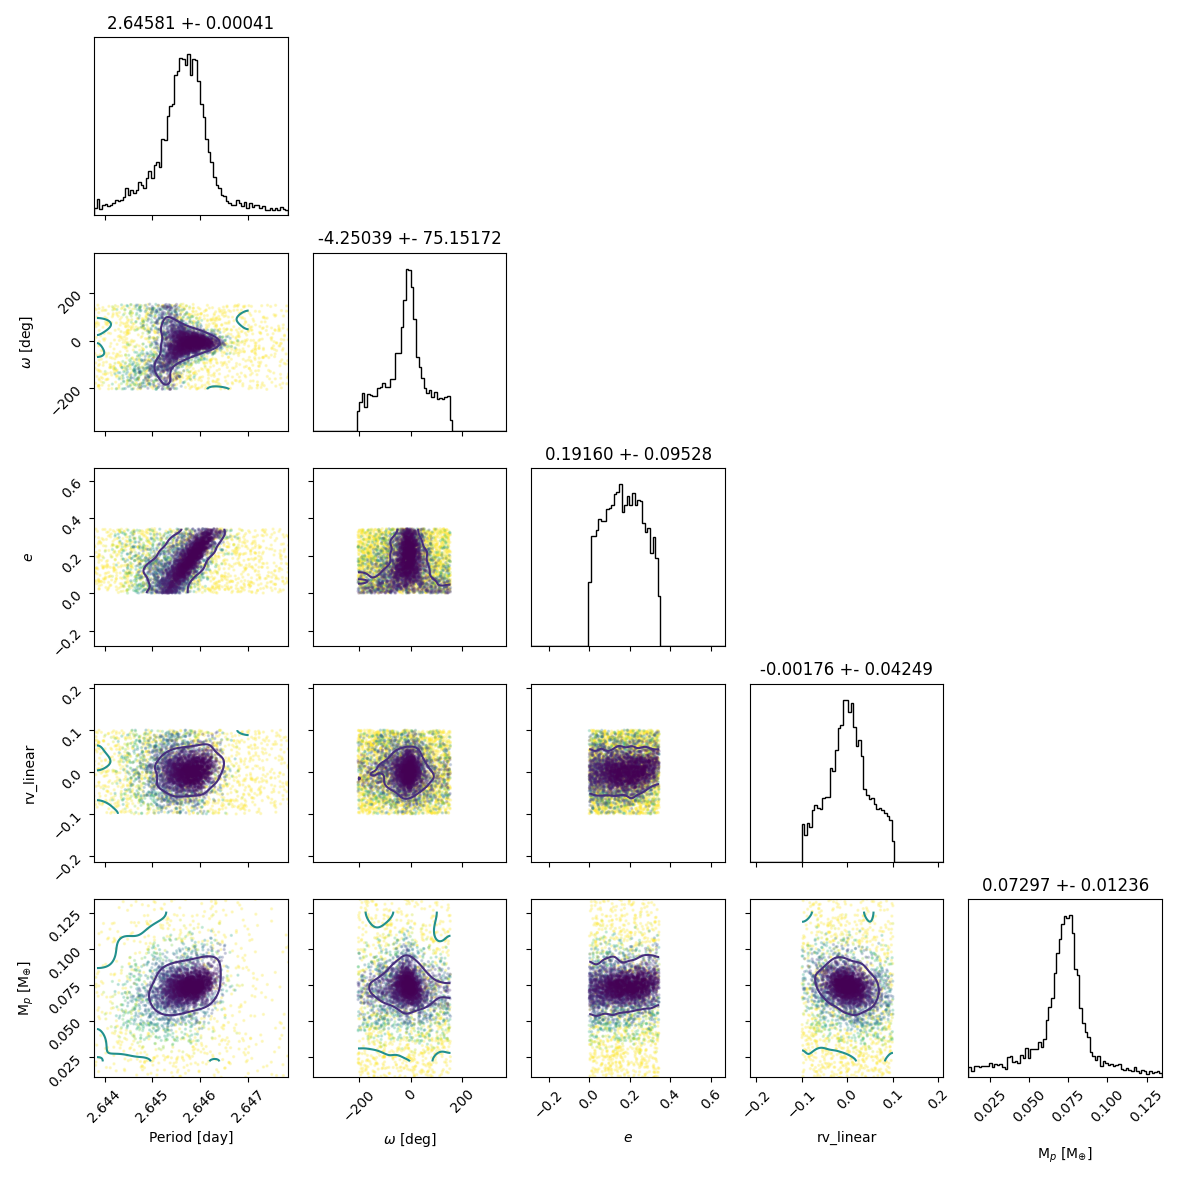 2.64581 +- 0.00041
-4.25039 +- 75.15172
ω [deg]
200
0
−200
0.19160 +- 0.09528
e
0.6
0.4
0.2
0.0
−0.2
-0.00176 +- 0.04249
rv_linear
0.2
0.1
0.0
−0.1
−0.2
0.07297 +- 0.01236
Mp [M⊕]
0.125
0.100
0.075
0.050
0.025
2.644 2.645 2.646 2.647
−200 0 200
−0.2 0.0 0.2 0.4 0.6
−0.2 −0.1 0.0 0.1 0.2
0.025 0.050 0.075 0.100 0.125
Period [day]
ω [deg]
e
rv_linear
Mp [M⊕]